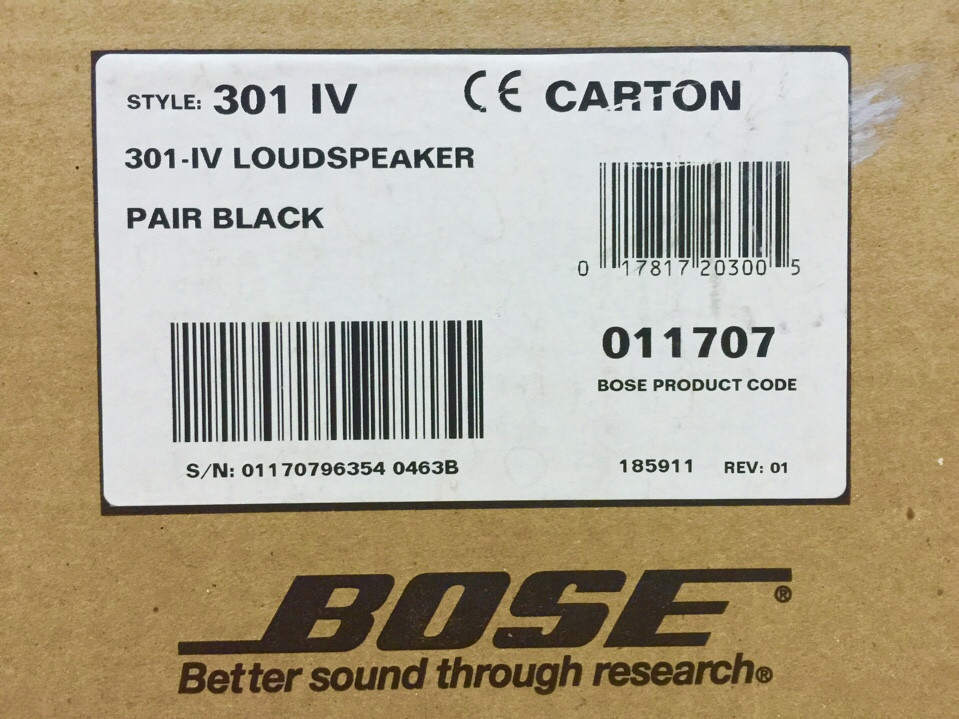 STYLE: 301 IV CE CARTON
301-IV LOUDSPEAKER
PAIR BLACK
0 17817 20300 5
011707
BOSE PRODUCT CODE
S/N: 01170796354 0463B
185911 REV: 01
BOSE®
Better sound through research®